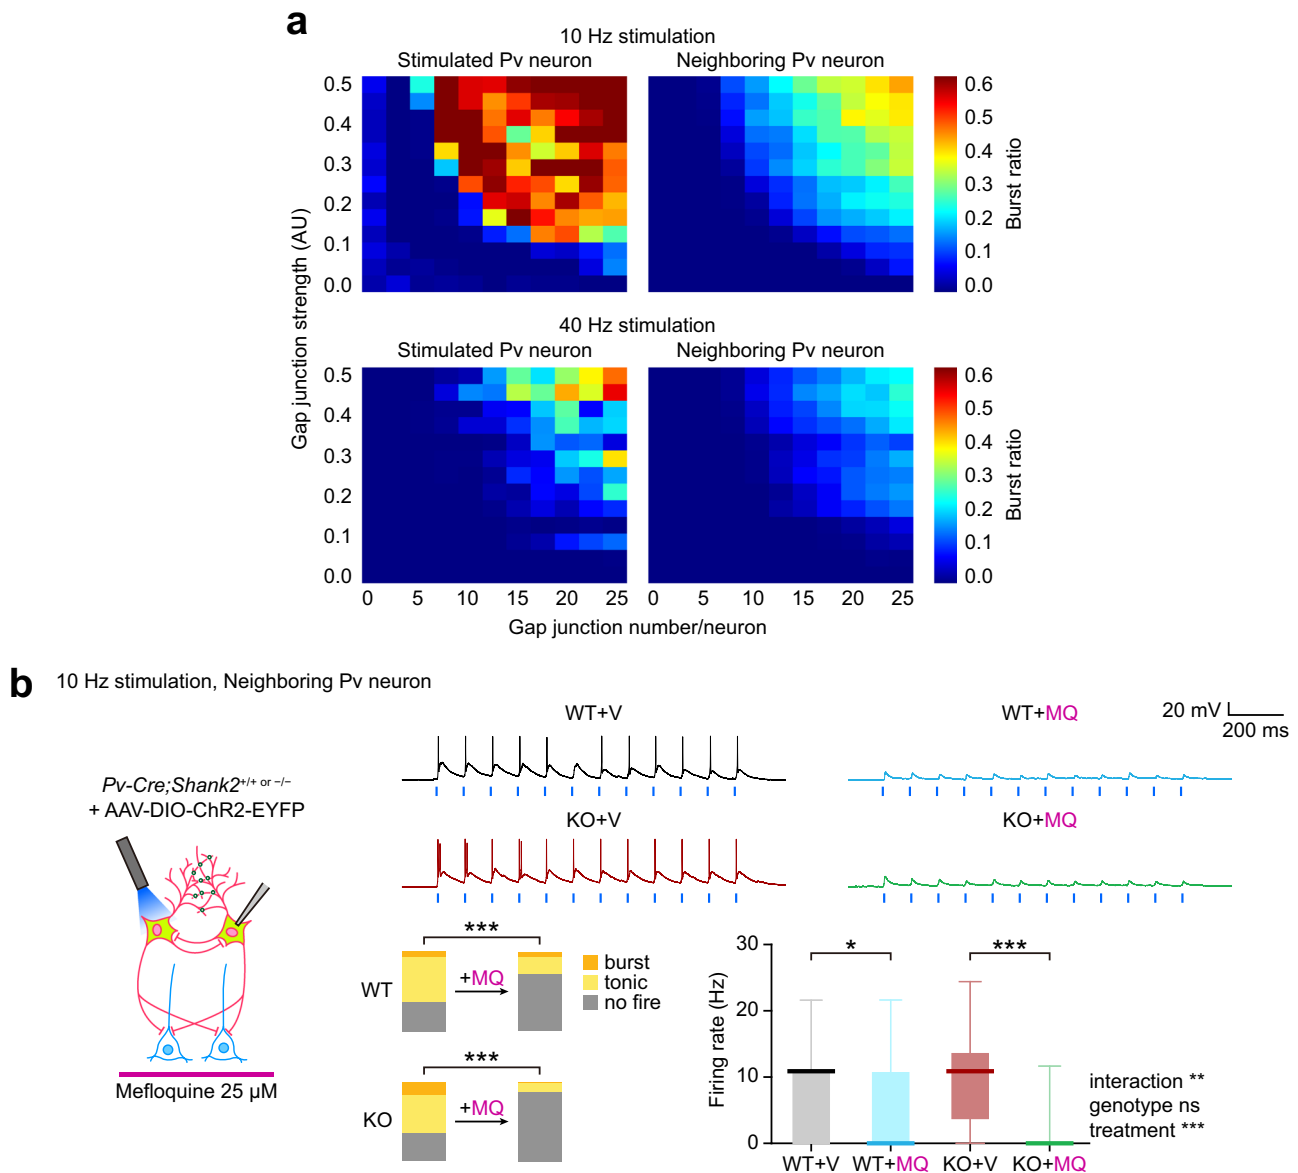 a
10 Hz stimulation
Stimulated Pv neuron
Neighboring Pv neuron
0.5
0.4
0.3
0.2
0.1
0.0
0.6
0.5
0.4
0.3
0.2
0.1
0.0
Burst ratio
Gap junction strength (AU)
40 Hz stimulation
Stimulated Pv neuron
Neighboring Pv neuron
0.5
0.4
0.3
0.2
0.1
0.0
0.6
0.5
0.4
0.3
0.2
0.1
0.0
Burst ratio
0 5 10 15 20 25
0 5 10 15 20 25
Gap junction number/neuron
b
10 Hz stimulation, Neighboring Pv neuron
Pv-Cre;Shank2+/+ or −/−
+ AAV-DIO-ChR2-EYFP
Mefloquine 25 µM
WT+V
WT+MQ
20 mV
200 ms
KO+V
KO+MQ
***
WT
+MQ
burst
tonic
no fire
***
KO
+MQ
Firing rate (Hz)
30
20
10
0
*
***
WT+V
WT+MQ
KO+V
KO+MQ
interaction **
genotype ns
treatment ***